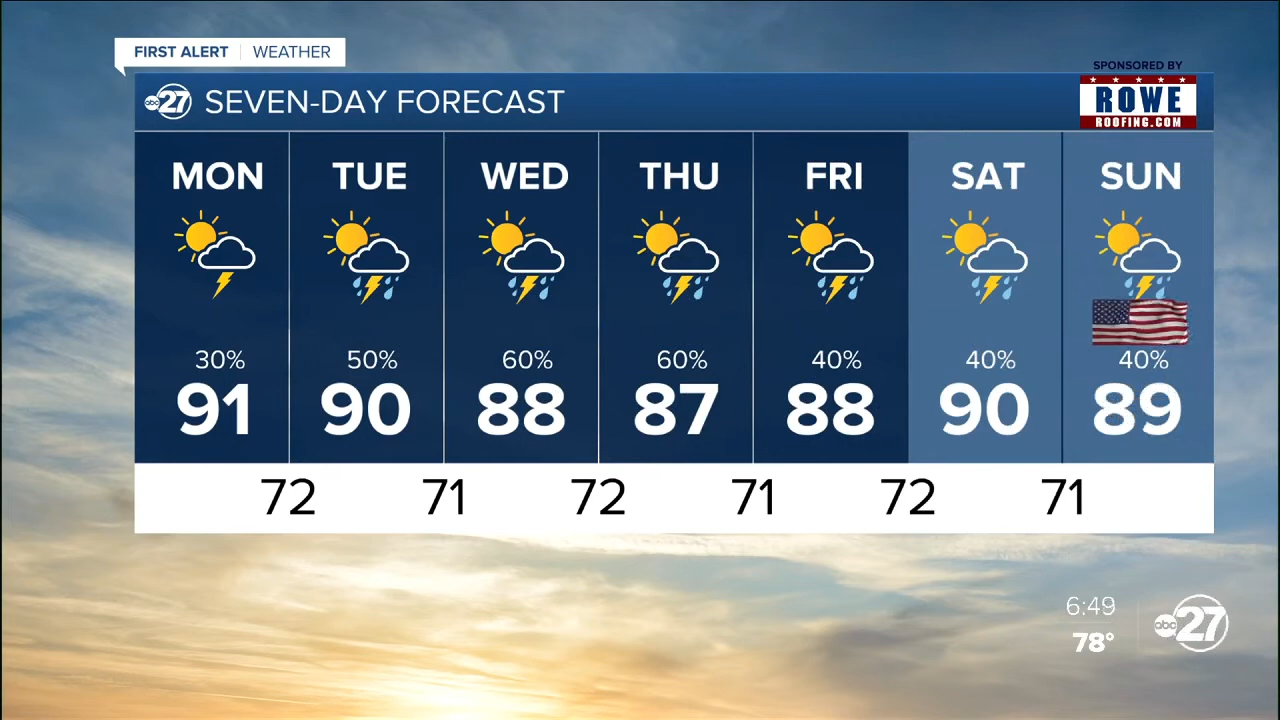 FIRST ALERT WEATHER
SPONSORED BY
ROWE
ROOFING.COM
abc 27 SEVEN-DAY FORECAST
MON TUE WED THU FRI SAT SUN
30% 50% 60% 60% 40% 40% 40%
91 90 88 87 88 90 89
72 71 72 71 72 71
6:49
78°
abc 27